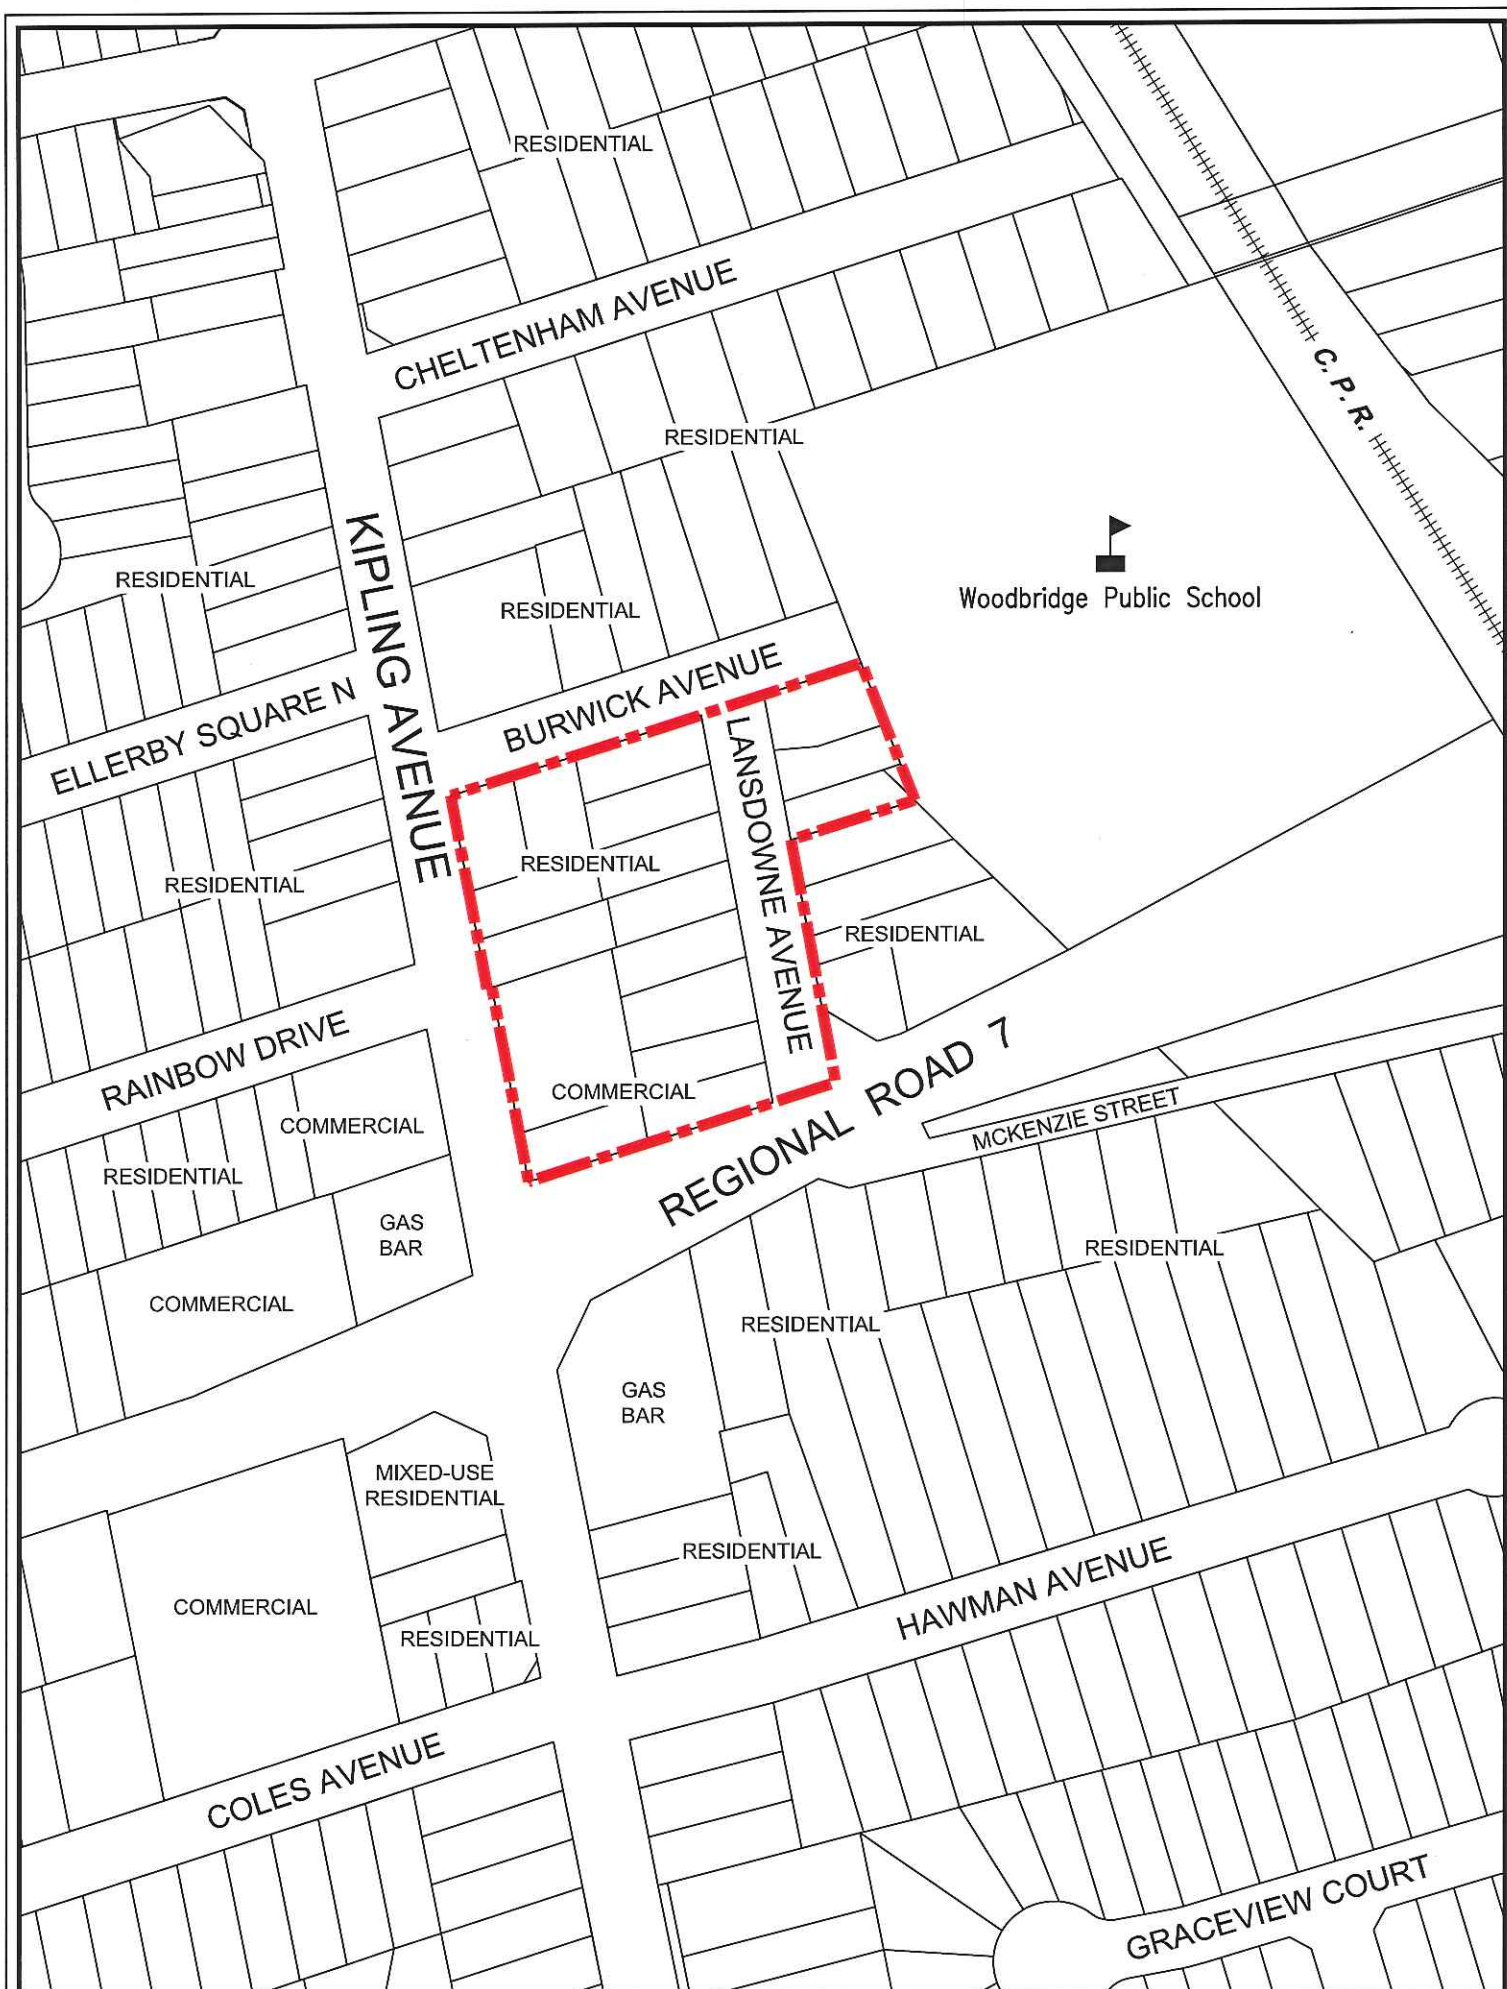 RESIDENTIAL
CHELTENHAM AVENUE
C. P. R.
RESIDENTIAL
KIPLING AVENUE
Woodbridge Public School
RESIDENTIAL
RESIDENTIAL
BURWICK AVENUE
ELLERBY SQUARE N
LANSDOWNE AVENUE
RESIDENTIAL
RESIDENTIAL
RESIDENTIAL
RAINBOW DRIVE
REGIONAL ROAD 7
COMMERCIAL
COMMERCIAL
MCKENZIE STREET
RESIDENTIAL
GAS
BAR
RESIDENTIAL
COMMERCIAL
RESIDENTIAL
GAS
BAR
MIXED-USE
RESIDENTIAL
RESIDENTIAL
COMMERCIAL
HAWMAN AVENUE
RESIDENTIAL
COLES AVENUE
GRACEVIEW COURT